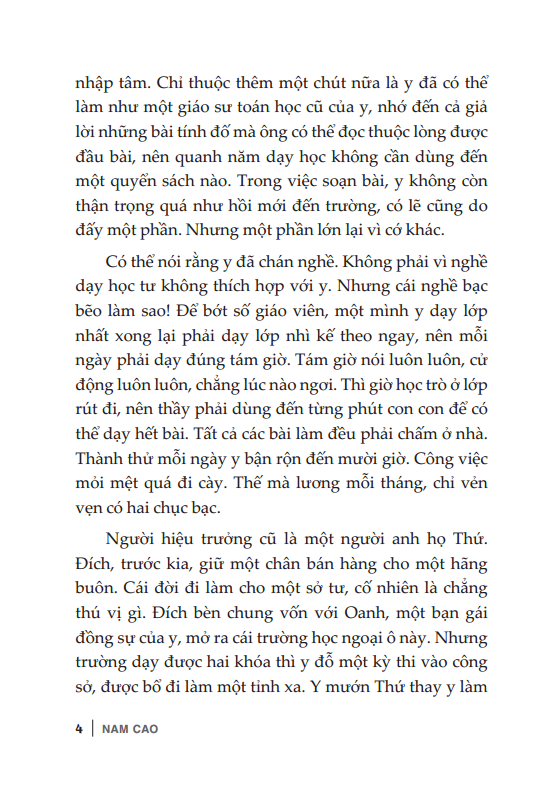 nhập tâm. Chỉ thuộc thêm một chút nữa là y đã có thể
làm như một giáo sư toán học cũ của y, nhớ đến cả giả
lời những bài tính đố mà ông có thể đọc thuộc lòng được
đầu bài, nên quanh năm dạy học không cần dùng đến
một quyển sách nào. Trong việc soạn bài, y không còn
thận trọng quá như hồi mới đến trường, có lẽ cũng do
đấy một phần. Nhưng một phần lớn lại vì cớ khác.
Có thể nói rằng y đã chán nghề. Không phải vì nghề
dạy học tư không thích hợp với y. Nhưng cái nghề bạc
bẽo làm sao! Để bớt số giáo viên, một mình y dạy lớp
nhất xong lại phải dạy lớp nhì kế theo ngay, nên mỗi
ngày phải dạy đúng tám giờ. Tám giờ nói luôn luôn, cử
động luôn luôn, chẳng lúc nào ngơi. Thì giờ học trò ở lớp
rút đi, nên thầy phải dùng đến từng phút con con để có
thể dạy hết bài. Tất cả các bài làm đều phải chấm ở nhà.
Thành thử mỗi ngày y bận rộn đến mười giờ. Công việc
mỏi mệt quá đi cày. Thế mà lương mỗi tháng, chỉ vẻn
vẹn có hai chục bạc.
Người hiệu trưởng cũ là một người anh họ Thứ.
Đích, trước kia, giữ một chân bán hàng cho một hãng
buôn. Cái đời đi làm cho một sở tư, cố nhiên là chẳng
thú vị gì. Đích bèn chung vốn với Oanh, một bạn gái
đồng sự của y, mở ra cái trường học ngoại ô này. Nhưng
trường dạy được hai khóa thì y đỗ một kỳ thi vào công
sở, được bổ đi làm một tỉnh xa. Y mướn Thứ thay y làm
4 | NAM CAO